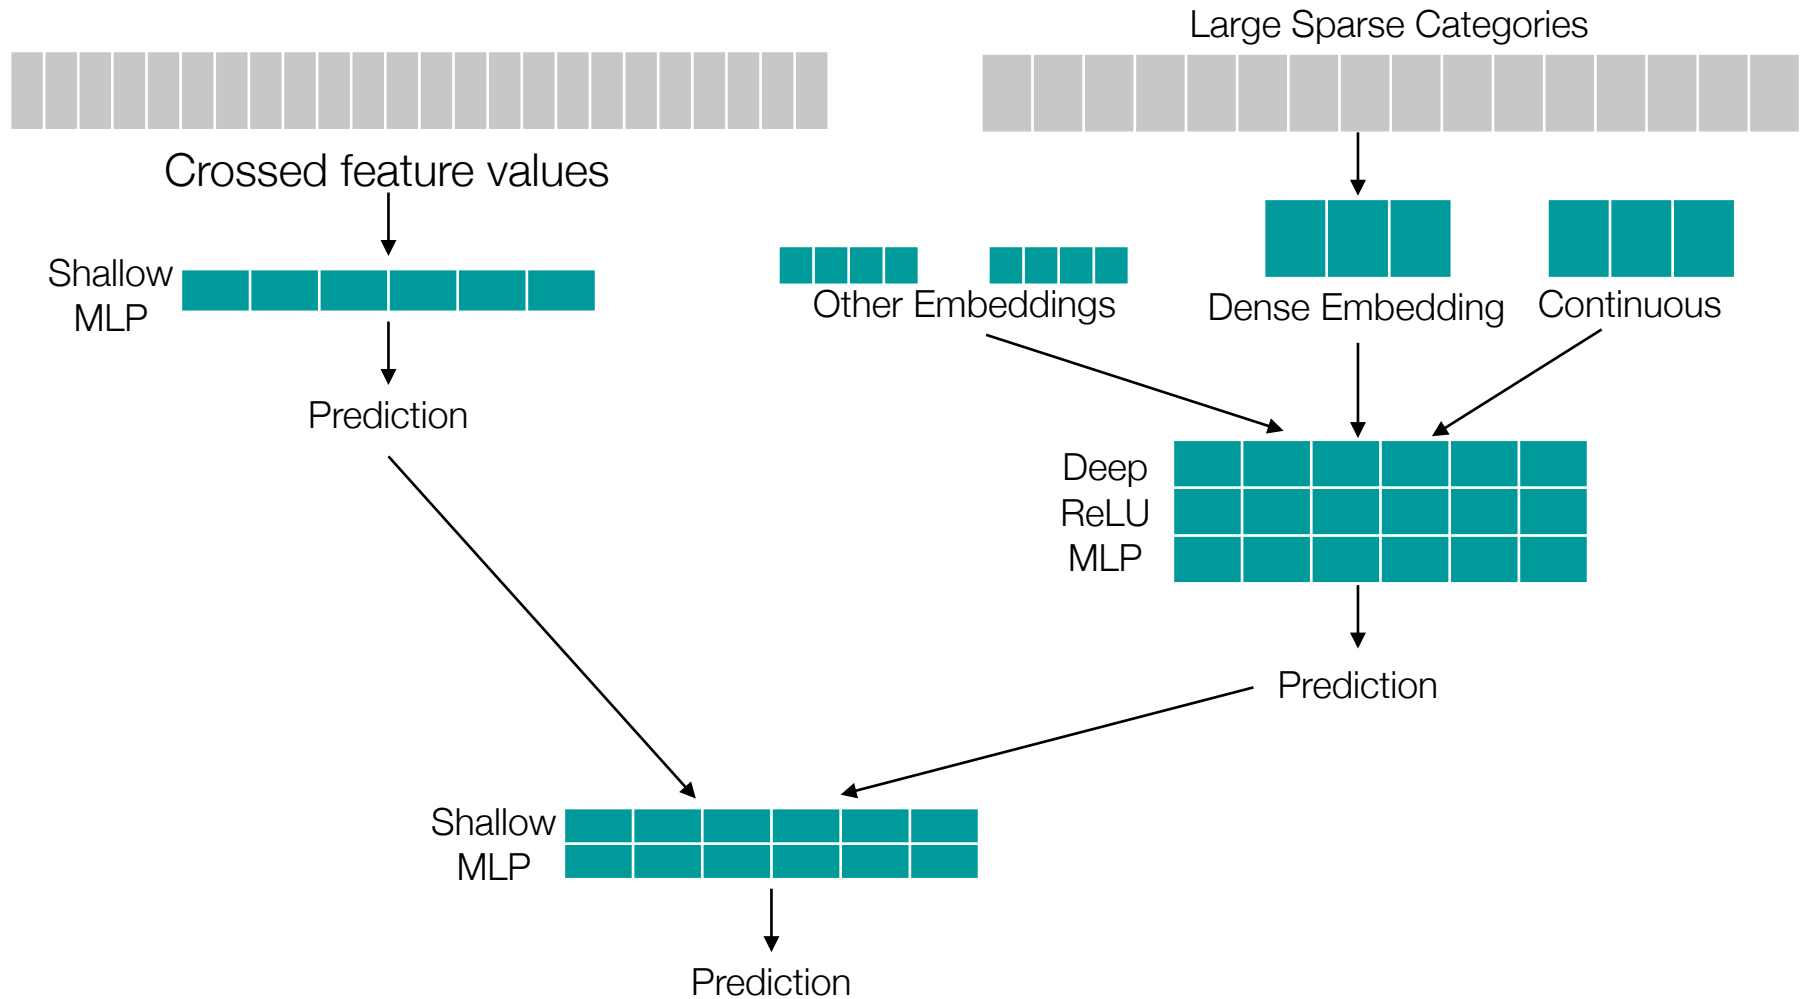 Large Sparse Categories
Crossed feature values
Shallow
MLP
Other Embeddings
Dense Embedding
Continuous
Prediction
Deep
ReLU
MLP
Prediction
Shallow
MLP
Prediction